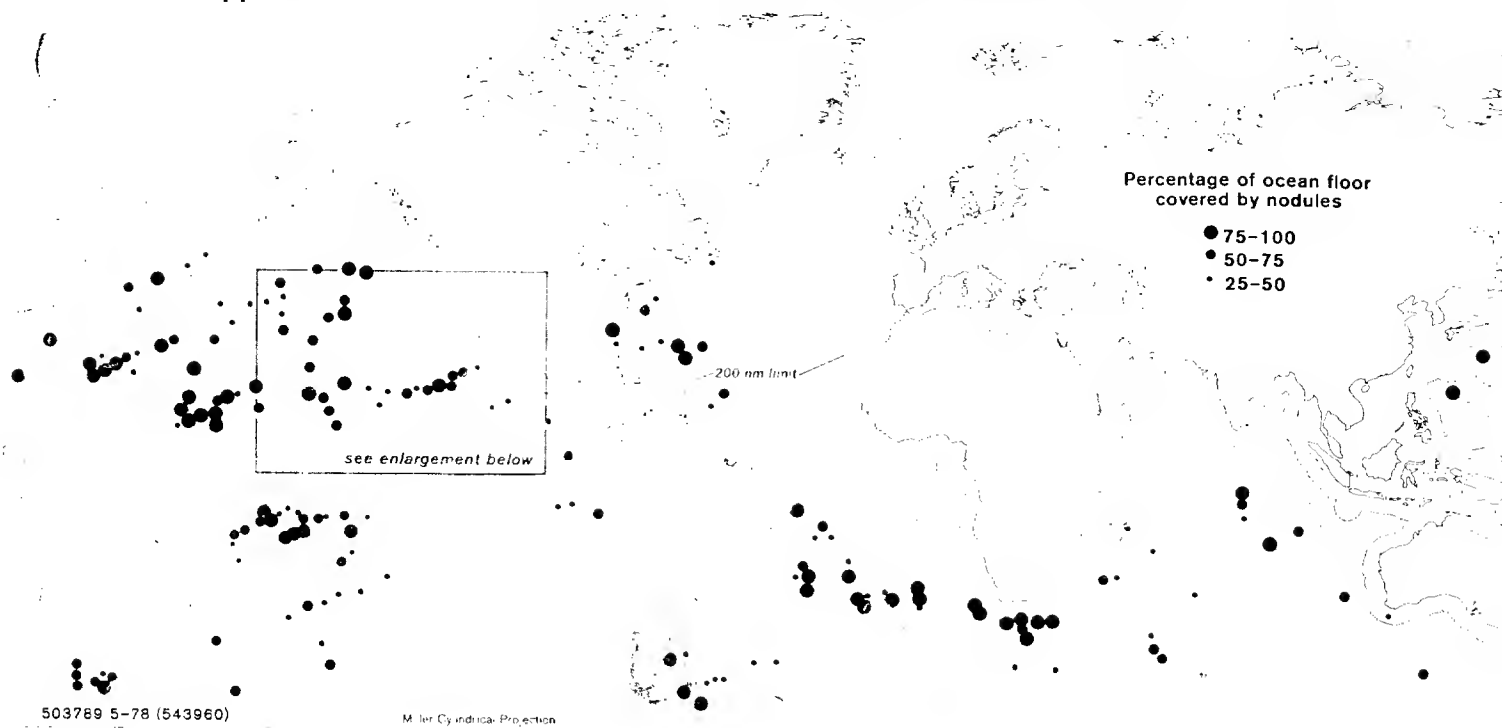 Percentage of ocean floor
covered by nodules
75-100
50-75
25-50
200 nm limit
see enlargement below
503789 5-78 (543960)
Miller Cylindrical Projection